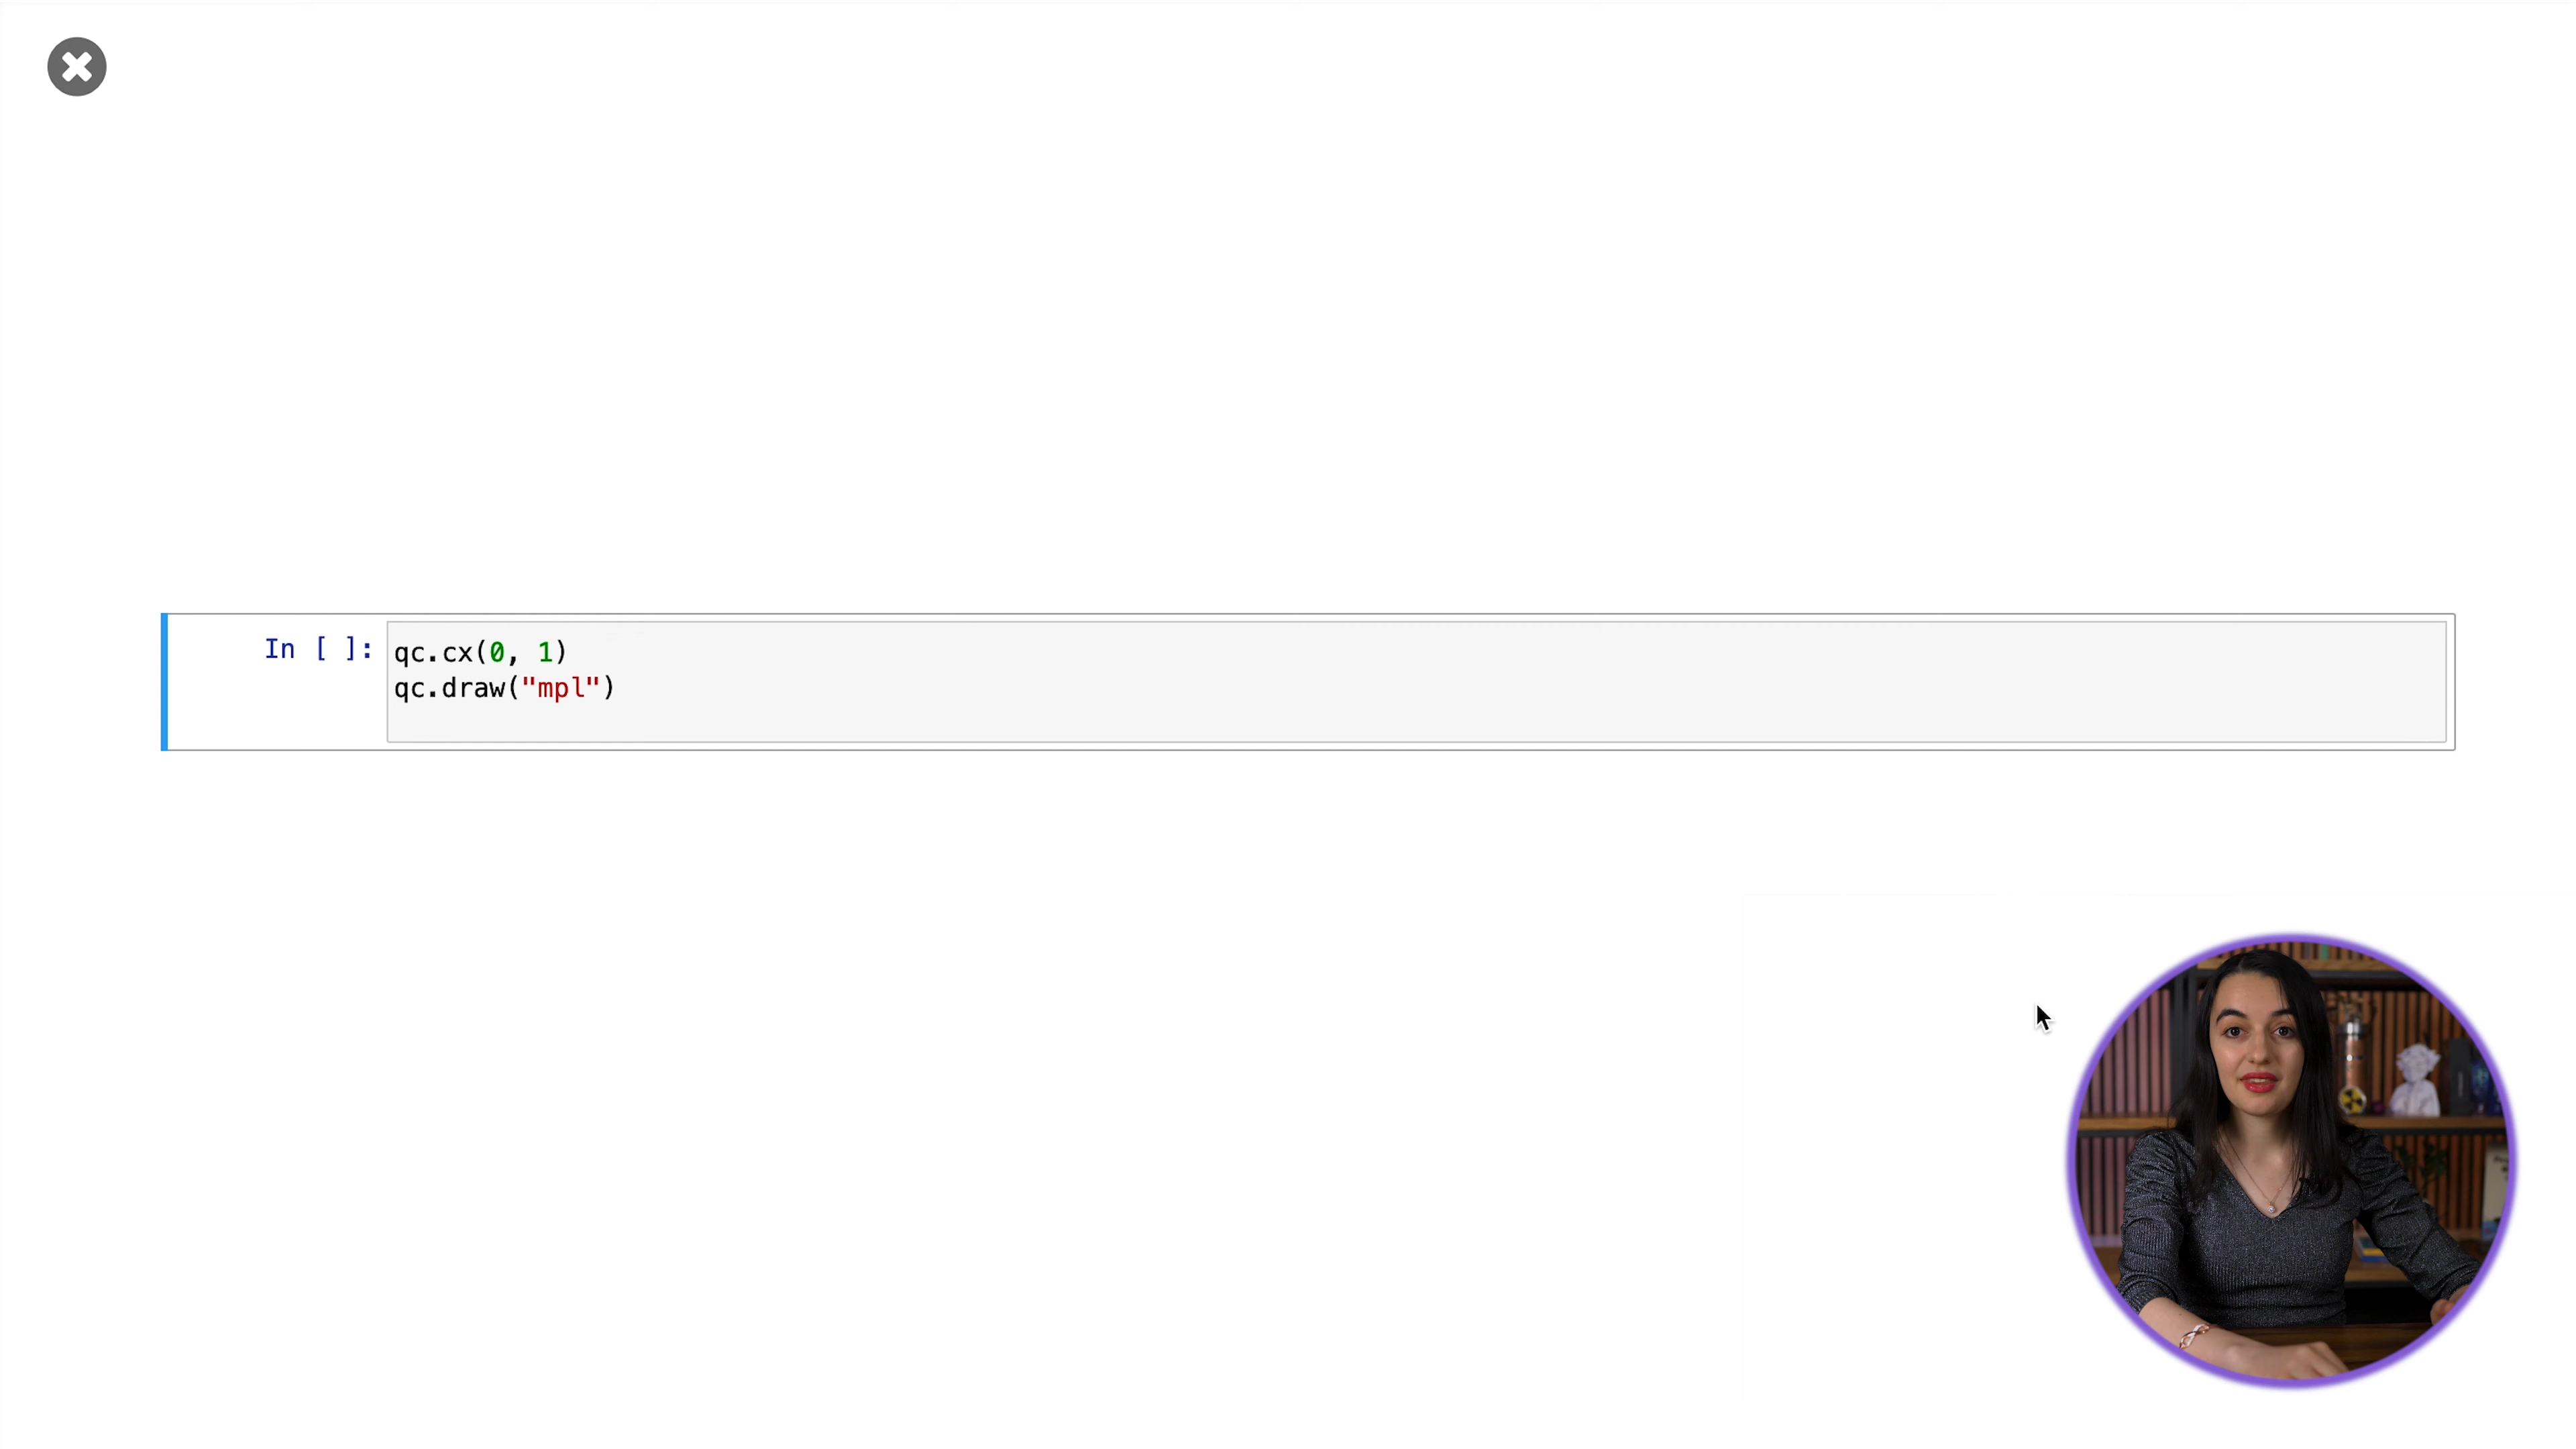 In [ ]: qc.cx(0, 1)
qc.draw("mpl")